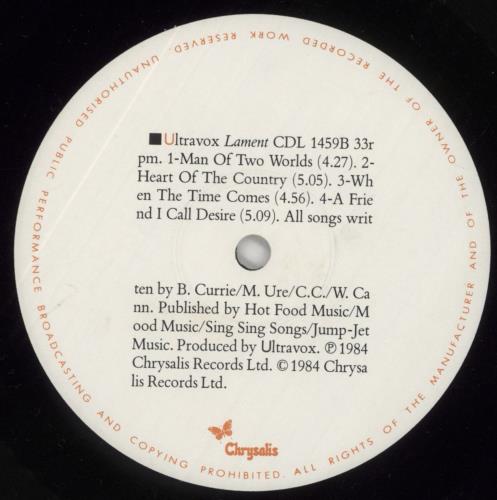 ■ Ultravox Lament CDL 1459B 33r
pm. 1-Man Of Two Worlds (4.27). 2-
Heart Of The Country (5.05). 3-Wh
en The Time Comes (4.56). 4-A Frie
nd I Call Desire (5.09). All songs writ
ten by B. Currie/M. Ure/C.C./W. Ca
nn. Published by Hot Food Music/M
ood Music/Sing Sing Songs/Jump-Jet
Music. Produced by Ultravox. ℗ 1984
Chrysalis Records Ltd. © 1984 Chrysa
lis Records Ltd.
Chrysalis
ALL RIGHTS OF THE MANUFACTURER AND OF THE OWNER OF THE RECORDED WORK RESERVED. UNAUTHORISED PUBLIC PERFORMANCE BROADCASTING AND COPYING PROHIBITED.